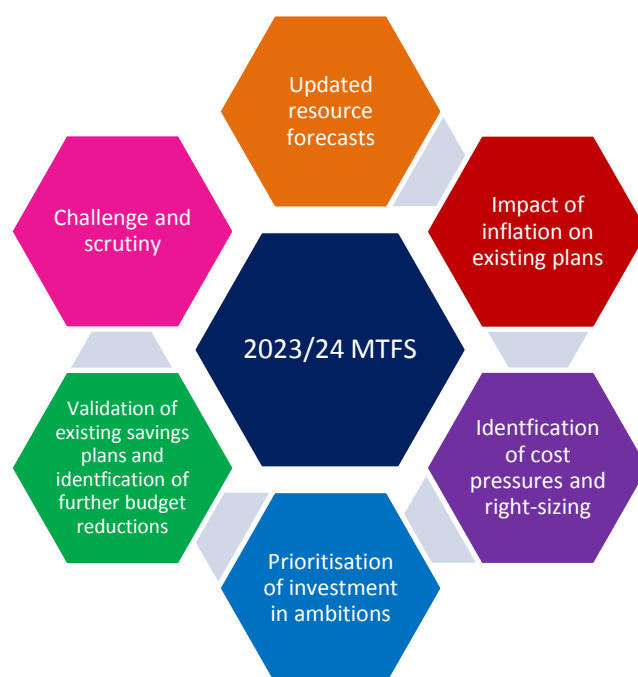 Updated
resource
forecasts
Impact of
inflation on
existing plans
Identfication
of cost
pressures and
right-sizing
Prioritisation
of investment
in ambitions
Validation of
existing savings
plans and
identfication of
further budget
reductions
Challenge and
scrutiny
2023/24 MTFS